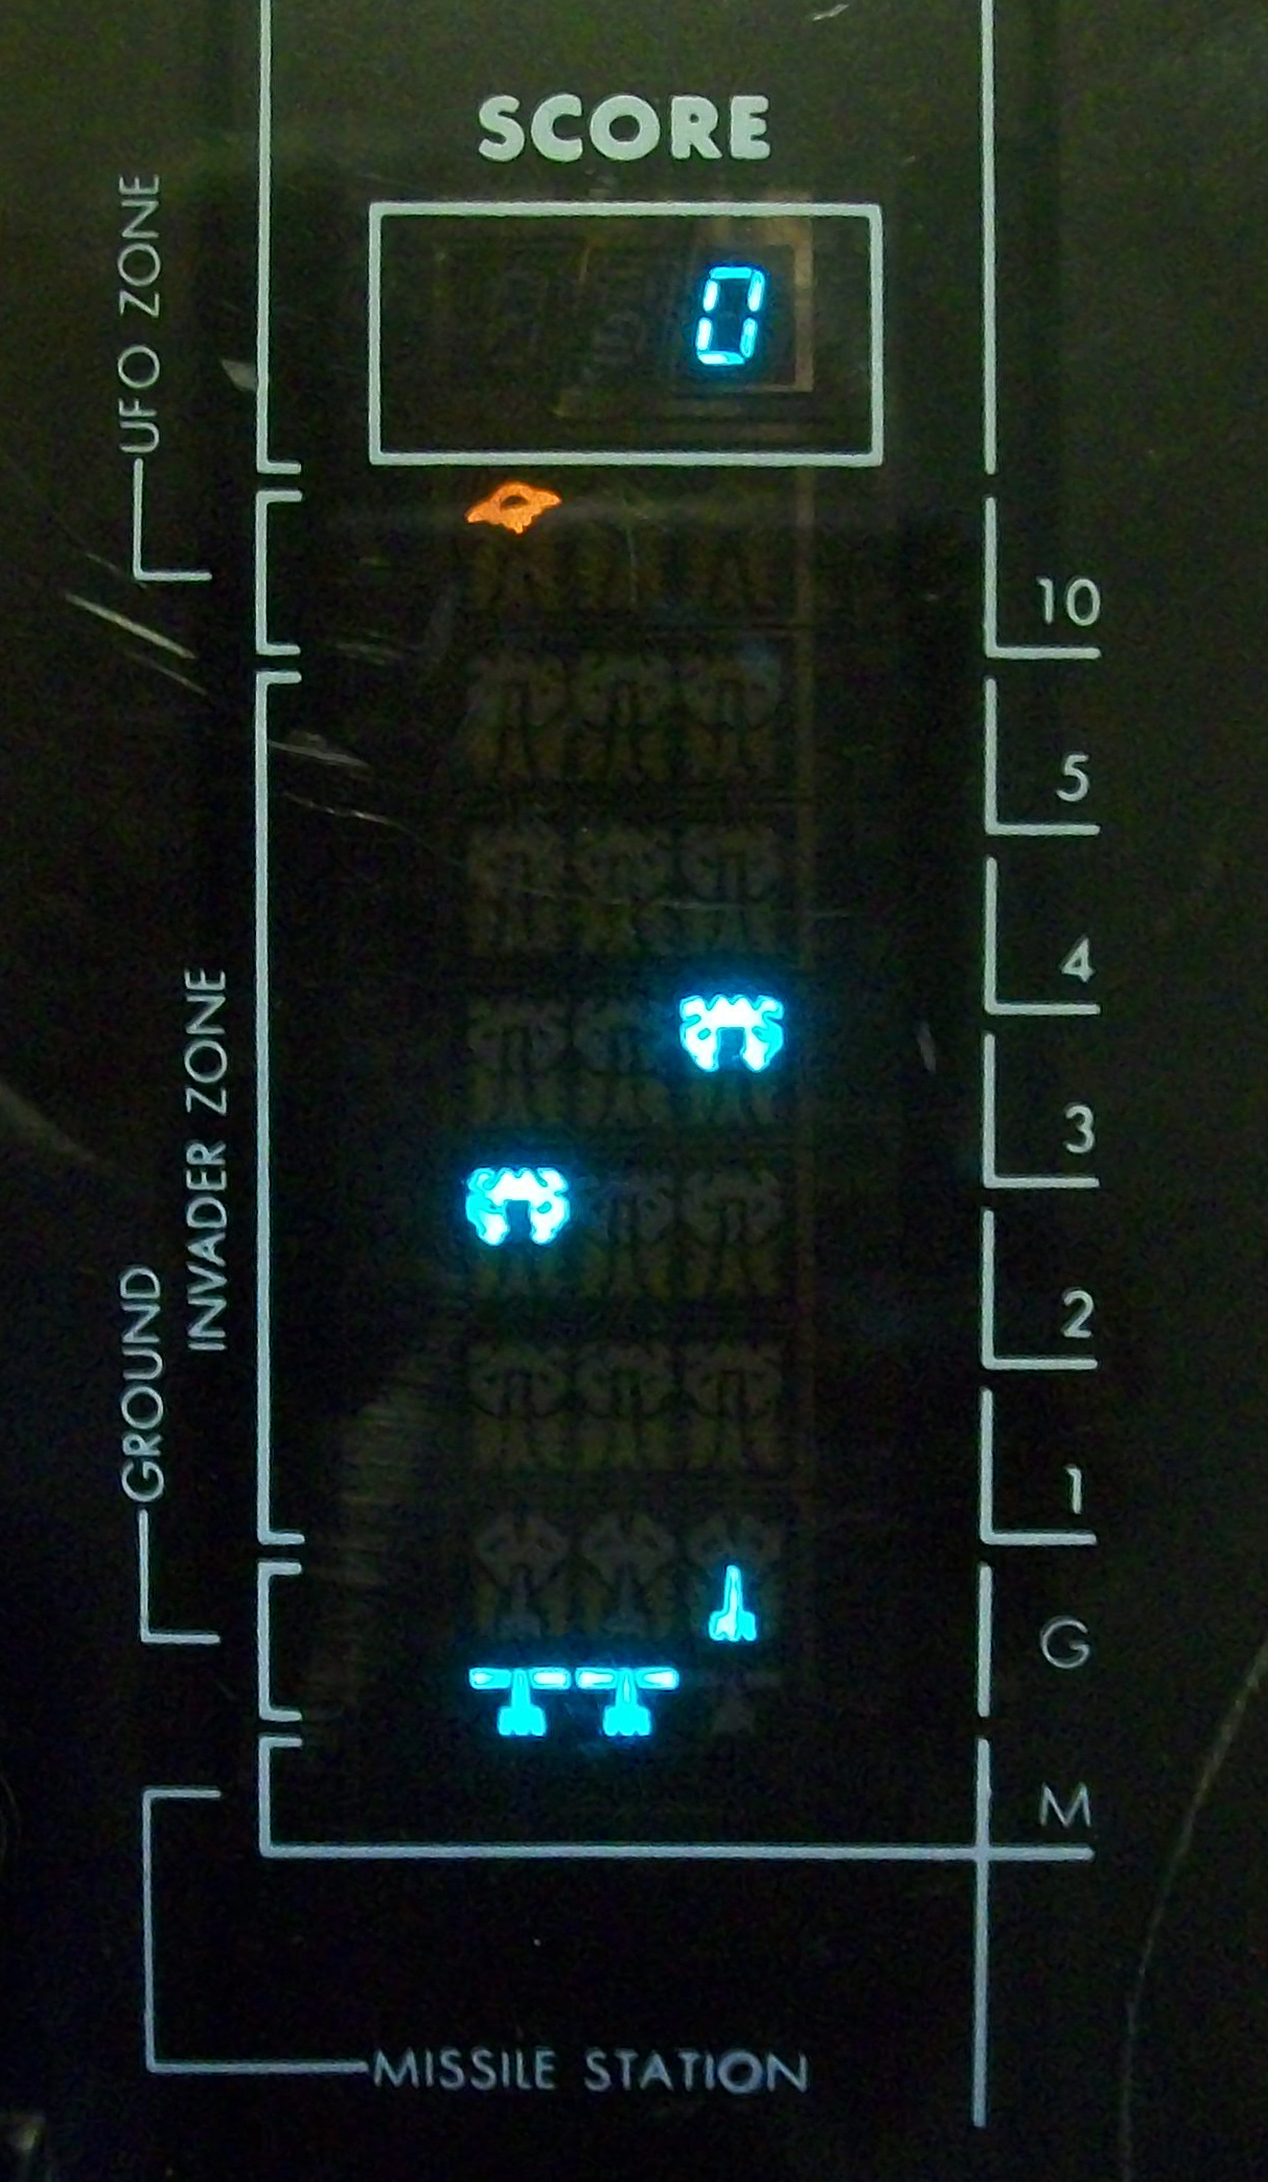 SCORE
0
UFO ZONE
10
5
4
3
INVADER ZONE
2
GROUND
1
G
M
MISSILE STATION